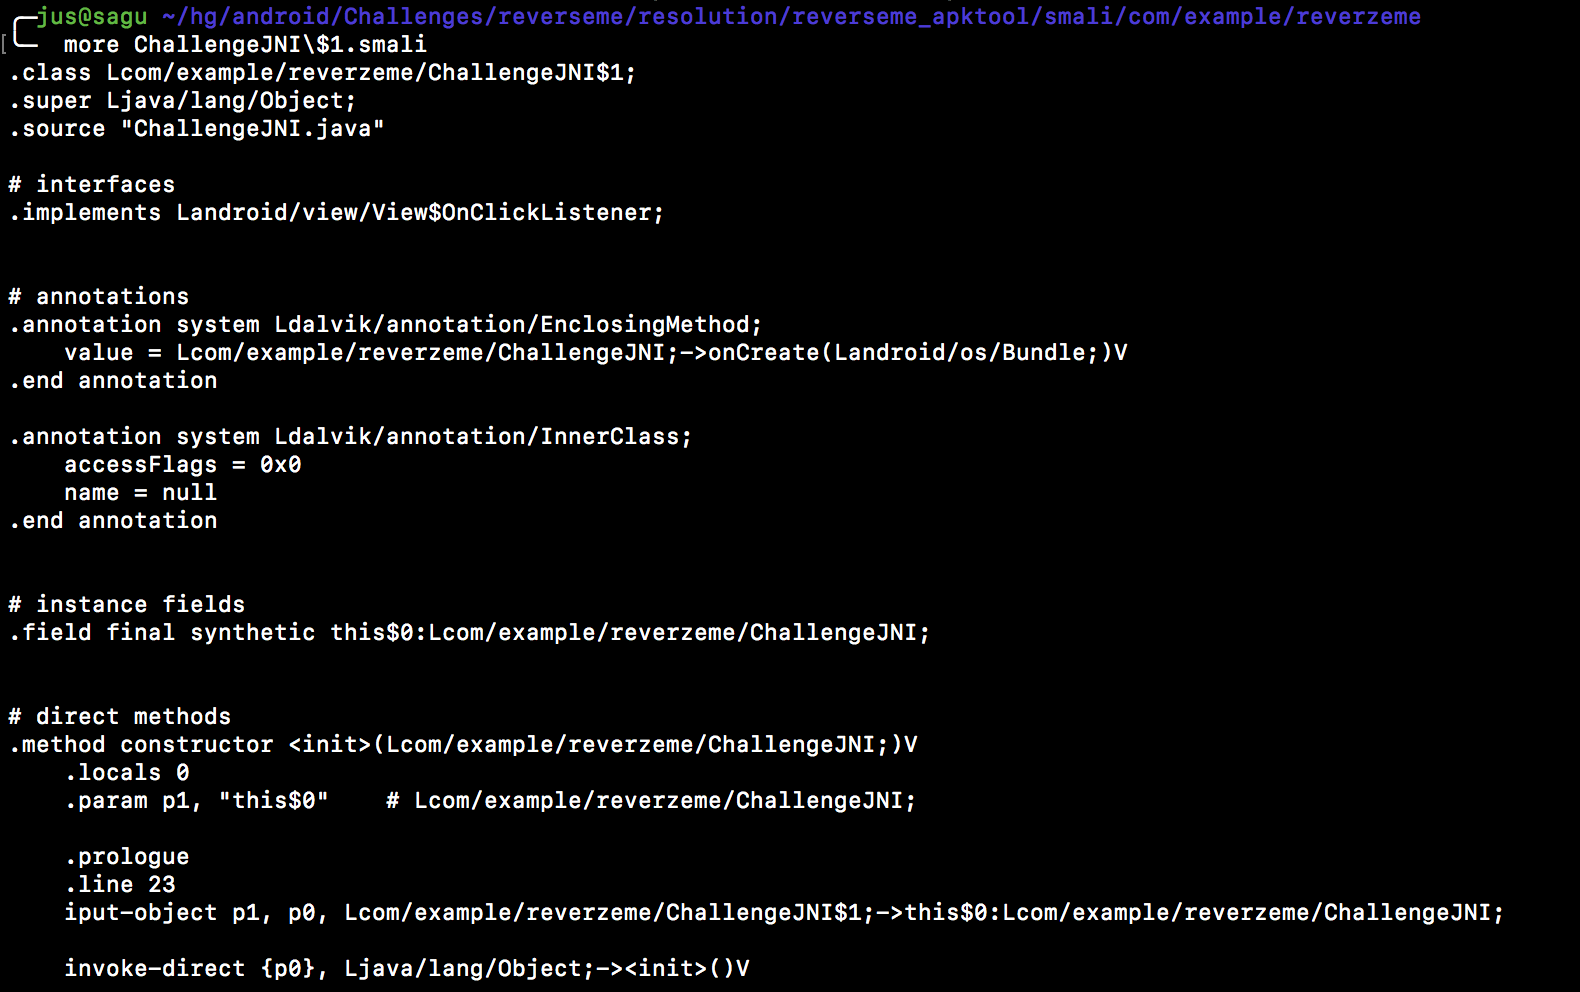 jus@sagu ~/hg/android/Challenges/reverseme/resolution/reverseme_apktool/smali/com/example/reverzeme
more ChallengeJNI\$1.smali
.class Lcom/example/reverzeme/ChallengeJNI$1;
.super Ljava/lang/Object;
.source "ChallengeJNI.java"

# interfaces
.implements Landroid/view/View$OnClickListener;


# annotations
.annotation system Ldalvik/annotation/EnclosingMethod;
    value = Lcom/example/reverzeme/ChallengeJNI;->onCreate(Landroid/os/Bundle;)V
.end annotation

.annotation system Ldalvik/annotation/InnerClass;
    accessFlags = 0x0
    name = null
.end annotation


# instance fields
.field final synthetic this$0:Lcom/example/reverzeme/ChallengeJNI;


# direct methods
.method constructor <init>(Lcom/example/reverzeme/ChallengeJNI;)V
    .locals 0
    .param p1, "this$0"    # Lcom/example/reverzeme/ChallengeJNI;

    .prologue
    .line 23
    iput-object p1, p0, Lcom/example/reverzeme/ChallengeJNI$1;->this$0:Lcom/example/reverzeme/ChallengeJNI;

    invoke-direct {p0}, Ljava/lang/Object;-><init>()V